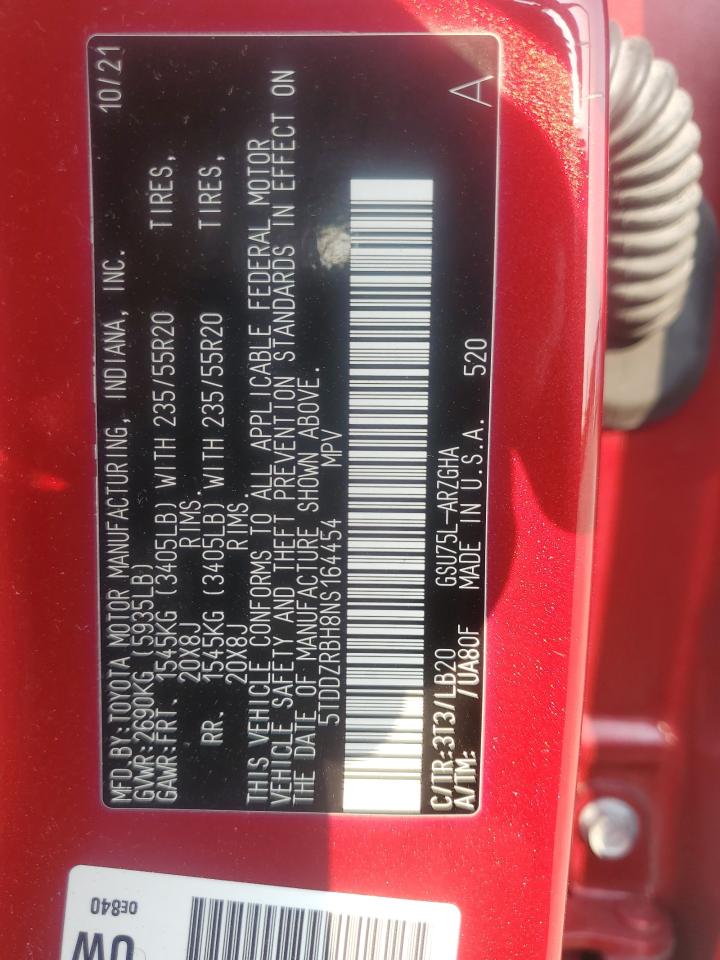 MFD.BY:TOYOTA MOTOR MANUFACTURING, INDIANA, INC. 10/21
GVWR:2690KG (5935LB)
GAWR:FRT. 1545KG (3405LB) WITH 235/55R20 TIRES,
20X8J RIMS.
RR. 1545KG (3405LB) WITH 235/55R20 TIRES,
20X8J RIMS.
THIS VEHICLE CONFORMS TO ALL APPLICABLE FEDERAL MOTOR
VEHICLE SAFETY AND THEFT PREVENTION STANDARDS IN EFFECT ON
THE DATE OF MANUFACTURE SHOWN ABOVE.
5TDDZRBH8NS164454 MPV
C/TR:3T3/LB20 GSU75L-ARZGHA
A/TM: /UA80F MADE IN U.S.A. 520 A
0E840